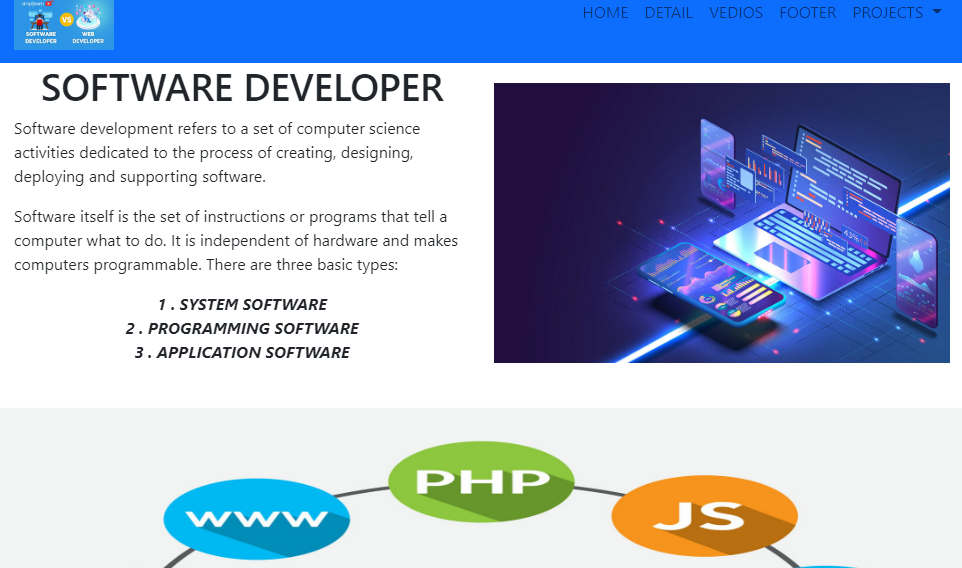 simplilearn
SOFTWARE
DEVELOPER
VS
WEB
DEVELOPER
HOME DETAIL VEDIOS FOOTER PROJECTS
SOFTWARE DEVELOPER
Software development refers to a set of computer science
activities dedicated to the process of creating, designing,
deploying and supporting software.
Software itself is the set of instructions or programs that tell a
computer what to do. It is independent of hardware and makes
computers programmable. There are three basic types:
1 . SYSTEM SOFTWARE
2 . PROGRAMMING SOFTWARE
3 . APPLICATION SOFTWARE
43%
WWW
PHP
JS